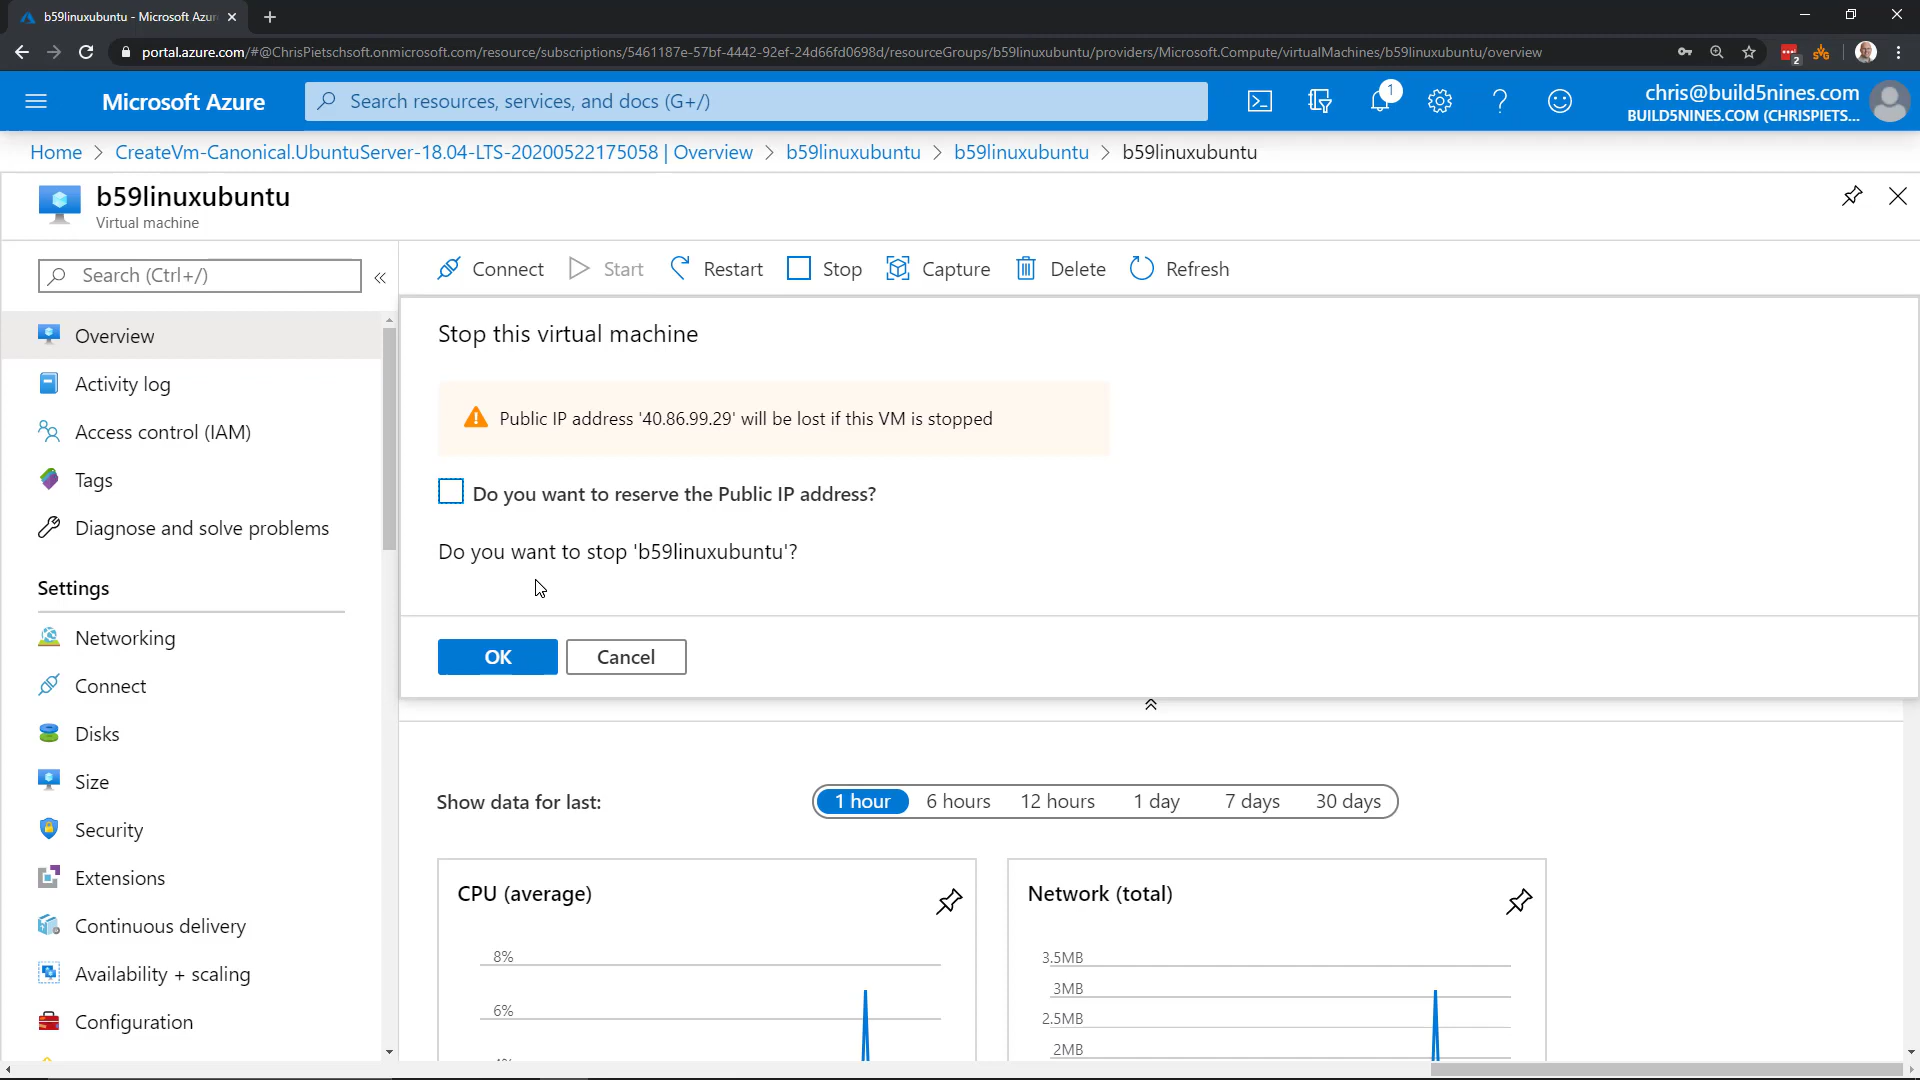 b59linuxubuntu - Microsoft Azur
portal.azure.com/#@ChrisPietschsoft.onmicrosoft.com/resource/subscriptions/5461187e-57bf-4442-92ef-24d66fd0698d/resourceGroups/b59linuxubuntu/providers/Microsoft.Compute/virtualMachines/b59linuxubuntu/overview
2
Microsoft Azure
Search resources, services, and docs (G+/)
1
chris@build5nines.com
BUILD5NINES.COM (CHRISPIETS...
Home > CreateVm-Canonical.UbuntuServer-18.04-LTS-20200522175058 | Overview > b59linuxubuntu > b59linuxubuntu > b59linuxubuntu
b59linuxubuntu
Virtual machine
Search (Ctrl+/)
«
Connect
Start
Restart
Stop
Capture
Delete
Refresh
Overview
Activity log
Access control (IAM)
Tags
Diagnose and solve problems
Settings
Networking
Connect
Disks
Size
Security
Extensions
Continuous delivery
Availability + scaling
Configuration
Stop this virtual machine
Public IP address '40.86.99.29' will be lost if this VM is stopped
Do you want to reserve the Public IP address?
Do you want to stop 'b59linuxubuntu'?
OK
Cancel
Show data for last:
1 hour
6 hours
12 hours
1 day
7 days
30 days
CPU (average)
8%
6%
Network (total)
3.5MB
3MB
2.5MB
2MB